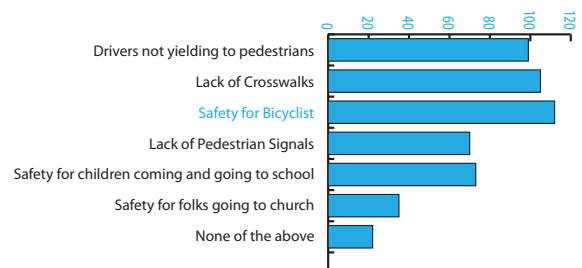 0 20 40 60 80 100 120
Drivers not yielding to pedestrians
Lack of Crosswalks
Safety for Bicyclist
Lack of Pedestrian Signals
Safety for children coming and going to school
Safety for folks going to church
None of the above